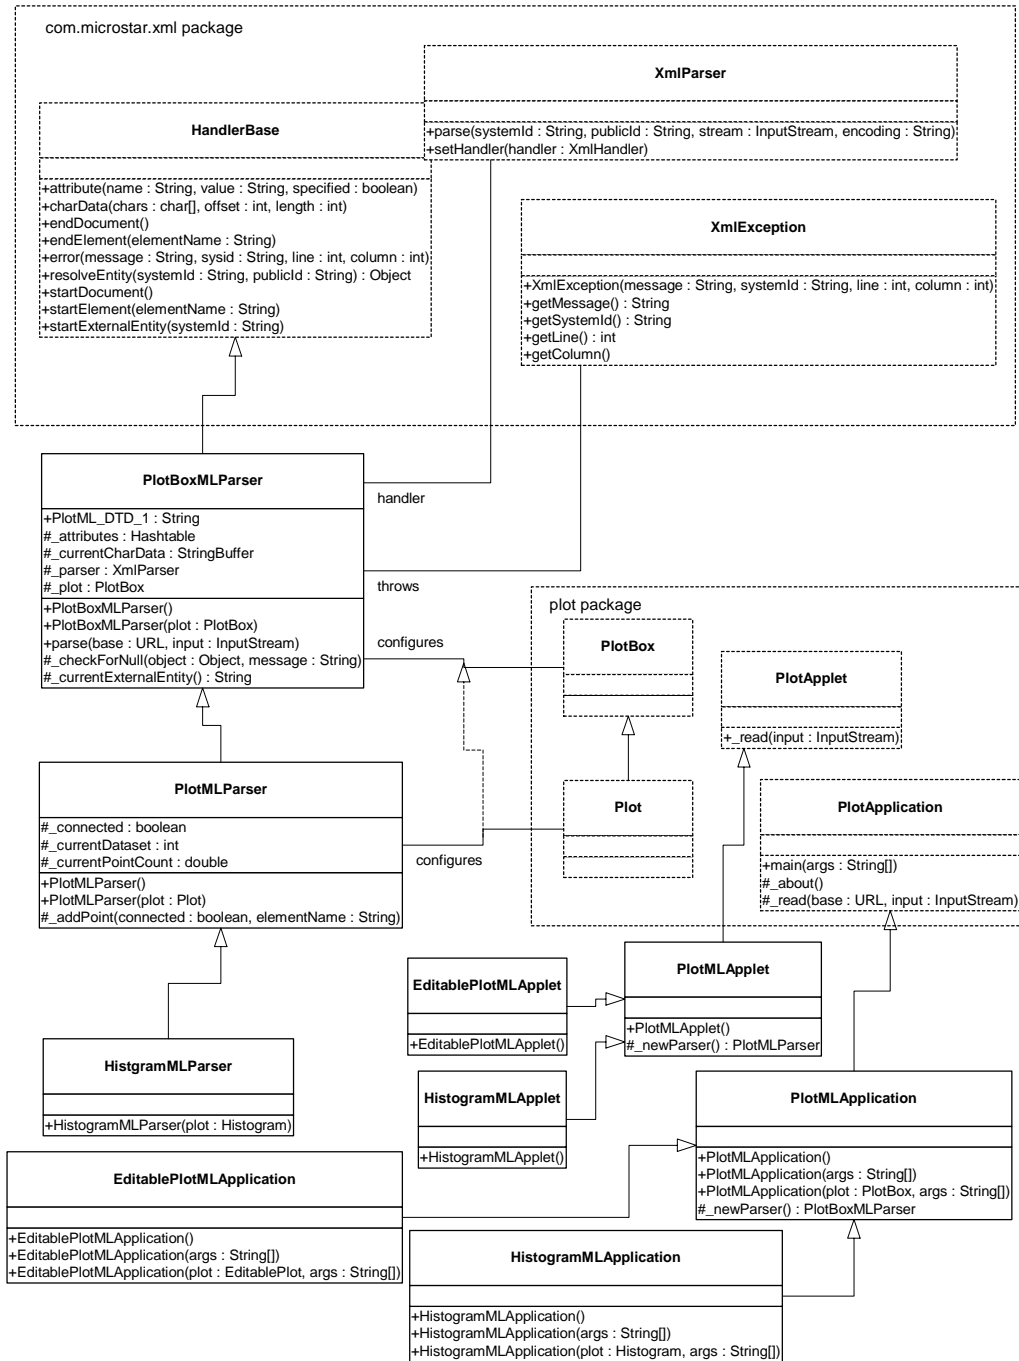 com.microstar.xml package
XmlParser
+parse(systemId : String, publicId : String, stream : InputStream, encoding : String)
+setHandler(handler : XmlHandler)
HandlerBase
+attribute(name : String, value : String, specified : boolean)
+charData(chars : char[], offset : int, length : int)
+endDocument()
+endElement(elementName : String)
+error(message : String, sysid : String, line : int, column : int)
+resolveEntity(systemId : String, publicId : String) : Object
+startDocument()
+startElement(elementName : String)
+startExternalEntity(systemId : String)
XmlException
+XmlException(message : String, systemId : String, line : int, column : int)
+getMessage() : String
+getSystemId() : String
+getLine() : int
+getColumn()
PlotBoxMLParser
+PlotML_DTD_1 : String
#_attributes : Hashtable
#_currentCharData : StringBuffer
#_parser : XmlParser
#_plot : PlotBox
+PlotBoxMLParser()
+PlotBoxMLParser(plot : PlotBox)
+parse(base : URL, input : InputStream)
#_checkForNull(object : Object, message : String)
#_currentExternalEntity() : String
handler
throws
configures
plot package
PlotBox
PlotApplet
+_read(input : InputStream)
Plot
PlotApplication
+main(args : String[])
#_about()
#_read(base : URL, input : InputStream)
PlotMLParser
#_connected : boolean
#_currentDataset : int
#_currentPointCount : double
+PlotMLParser()
+PlotMLParser(plot : Plot)
#_addPoint(connected : boolean, elementName : String)
configures
EditablePlotMLApplet
+EditablePlotMLApplet()
PlotMLApplet
+PlotMLApplet()
#_newParser() : PlotMLParser
HistgramMLParser
+HistogramMLParser(plot : Histogram)
HistogramMLApplet
+HistogramMLApplet()
PlotMLApplication
+PlotMLApplication()
+PlotMLApplication(args : String[])
+PlotMLApplication(plot : PlotBox, args : String[])
#_newParser() : PlotBoxMLParser
EditablePlotMLApplication
+EditablePlotMLApplication()
+EditablePlotMLApplication(args : String[])
+EditablePlotMLApplication(plot : EditablePlot, args : String[])
HistogramMLApplication
+HistogramMLApplication()
+HistogramMLApplication(args : String[])
+HistogramMLApplication(plot : Histogram, args : String[])